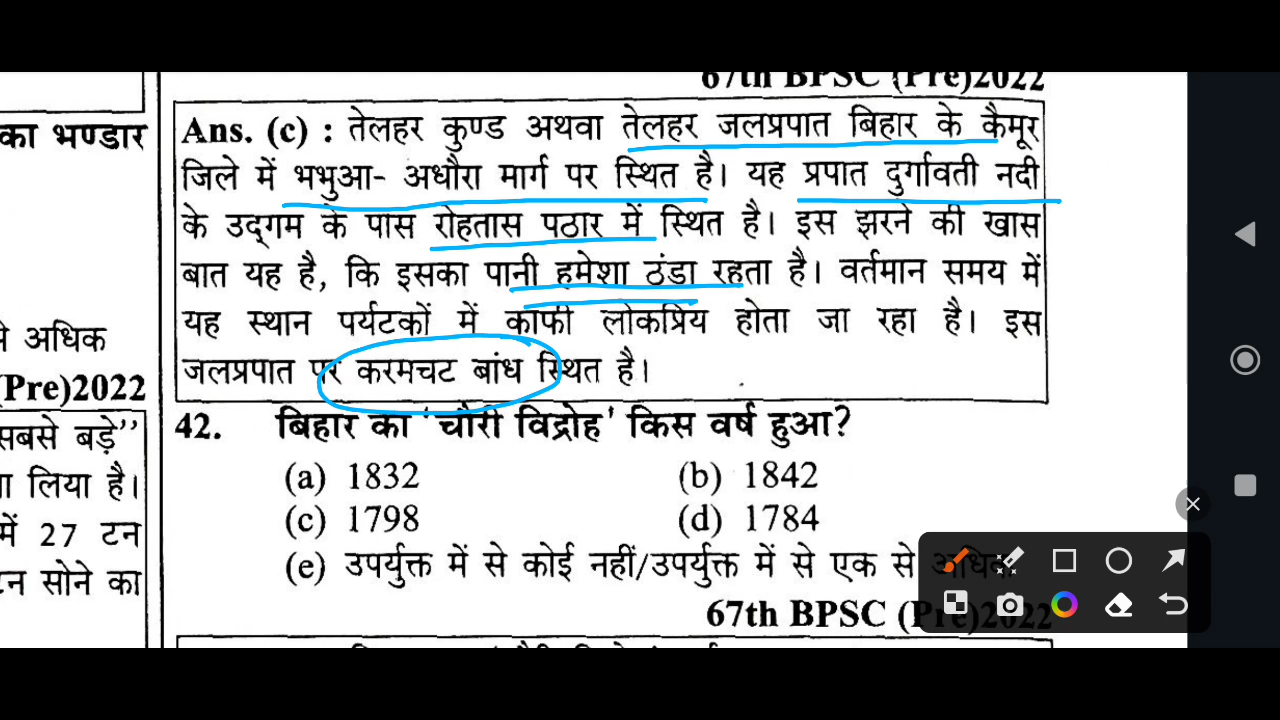 67th BPSC (Pre)2022
का भण्डार
Ans. (c) : तेलहर कुण्ड अथवा तेलहर जलप्रपात बिहार के कैमूर
जिले में भभुआ- अधौरा मार्ग पर स्थित है। यह प्रपात दुर्गावती नदी
के उद्‌गम के पास रोहतास पठार में स्थित है। इस झरने की खास
बात यह है, कि इसका पानी हमेशा ठंडा रहता है। वर्तमान समय में
यह स्थान पर्यटकों में काफी लोकप्रिय होता जा रहा है। इस
जलप्रपात पर करमचट बांध स्थित है।
अधिक
(Pre)2022
सबसे बड़े”
लिया है।
में 27 टन
टन सोने का
42. बिहार का 'चौरी विद्रोह' किस वर्ष हुआ?
(a) 1832 (b) 1842
(c) 1798 (d) 1784
(e) उपर्युक्त में से कोई नहीं/उपर्युक्त में से एक से अधिक
67th BPSC (Pre)2022